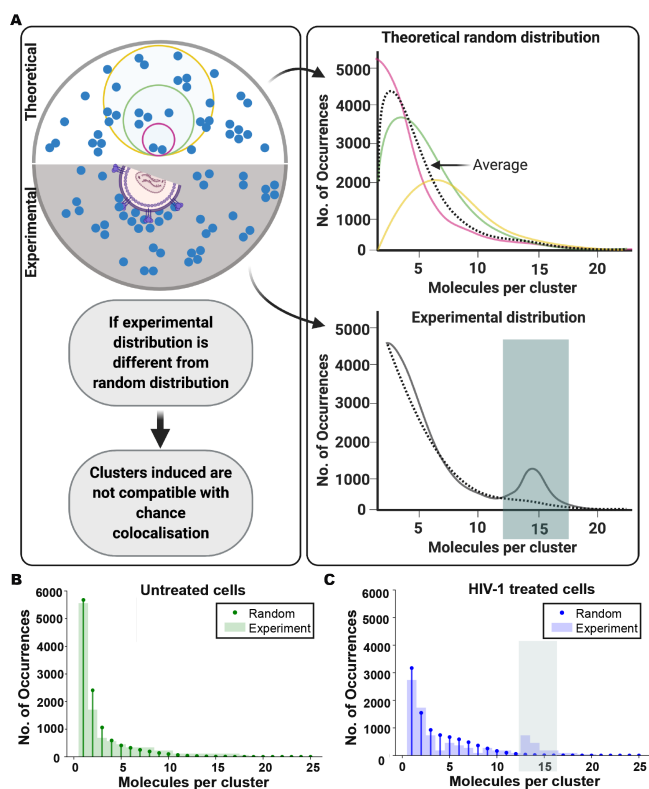 A
Theoretical
Experimental
If experimental
distribution is
different from
random distribution
Clusters induced are
not compatible with
chance
colocalisation
Theoretical random distribution
No. of Occurrences
5000
4000
3000
2000
1000
0
Average
5 10 15 20
Molecules per cluster
Experimental distribution
No. of Occurrences
5000
4000
3000
2000
1000
0
5 10 15 20
Molecules per cluster
B
Untreated cells
No. of Occurrences
6000
5000
4000
3000
2000
1000
0
Random
Experiment
0 5 10 15 20 25
Molecules per cluster
C
HIV-1 treated cells
No. of Occurrences
6000
5000
4000
3000
2000
1000
0
Random
Experiment
0 5 10 15 20 25
Molecules per cluster